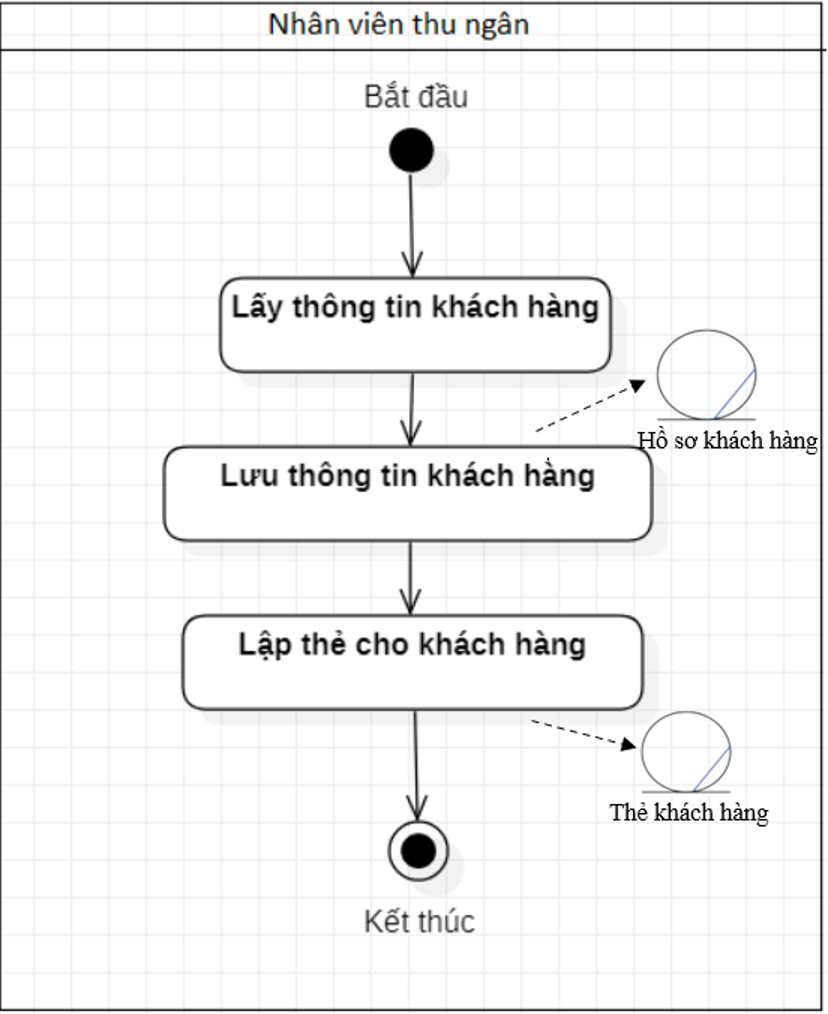 Nhân viên thu ngân
Bắt đầu
Lấy thông tin khách hàng
Hồ sơ khách hàng
Lưu thông tin khách hàng
Lập thẻ cho khách hàng
Thẻ khách hàng
Kết thúc